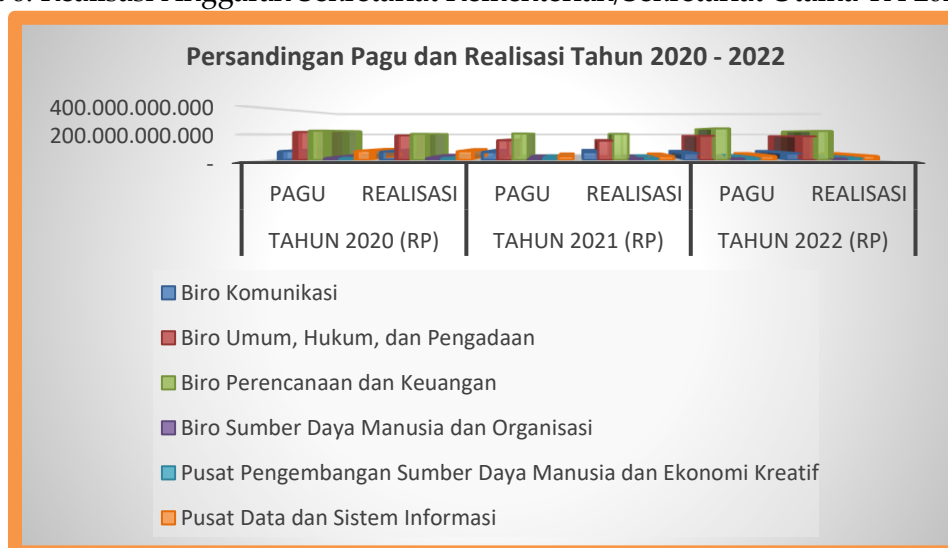 Persandingan Pagu dan Realisasi Tahun 2020 - 2022
400.000.000.000
200.000.000.000
-
PAGU REALISASI PAGU REALISASI PAGU REALISASI
TAHUN 2020 (RP) TAHUN 2021 (RP) TAHUN 2022 (RP)
Biro Komunikasi
Biro Umum, Hukum, dan Pengadaan
Biro Perencanaan dan Keuangan
Biro Sumber Daya Manusia dan Organisasi
Pusat Pengembangan Sumber Daya Manusia dan Ekonomi Kreatif
Pusat Data dan Sistem Informasi